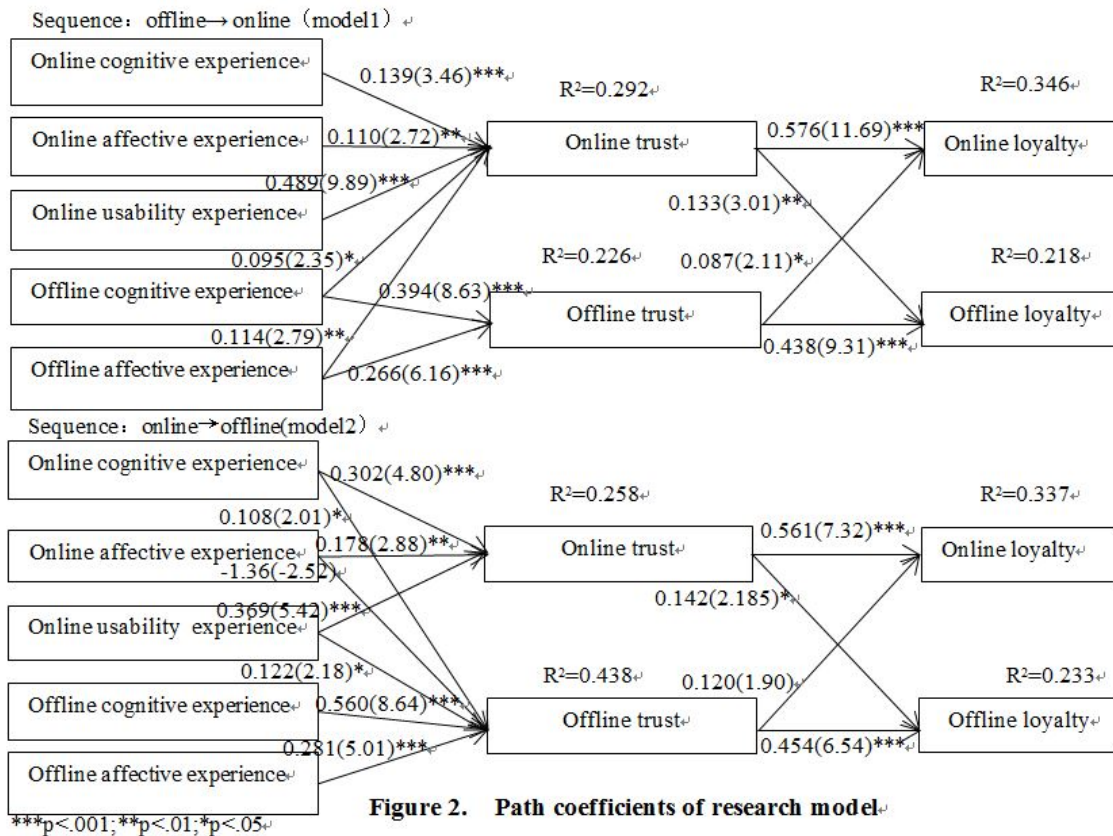 Sequence：offline→online（model1）
Online cognitive experience
0.139(3.46)***
R²=0.292
R²=0.346
Online affective experience
0.110(2.72)**
Online trust
0.576(11.69)***
Online loyalty
0.489(9.89)***
Online usability experience
0.133(3.01)**
0.095(2.35)*
R²=0.226
0.087(2.11)*
R²=0.218
Offline cognitive experience
0.394(8.63)***
Offline trust
Offline loyalty
0.114(2.79)**
0.438(9.31)***
Offline affective experience
0.266(6.16)***
Sequence：online→offline(model2）
Online cognitive experience
0.302(4.80)***
R²=0.258
R²=0.337
0.108(2.01)*
0.561(7.32)***
Online affective experience
0.178(2.88)**
Online trust
Online loyalty
-1.36(-2.52)
0.142(2.185)*
0.369(5.42)***
Online usability experience
0.122(2.18)*
R²=0.438
0.120(1.90)
R²=0.233
Offline cognitive experience
0.560(8.64)***
Offline trust
Offline loyalty
0.281(5.01)***
0.454(6.54)***
Offline affective experience
Figure 2. Path coefficients of research model
***p<.001;**p<.01;*p<.05